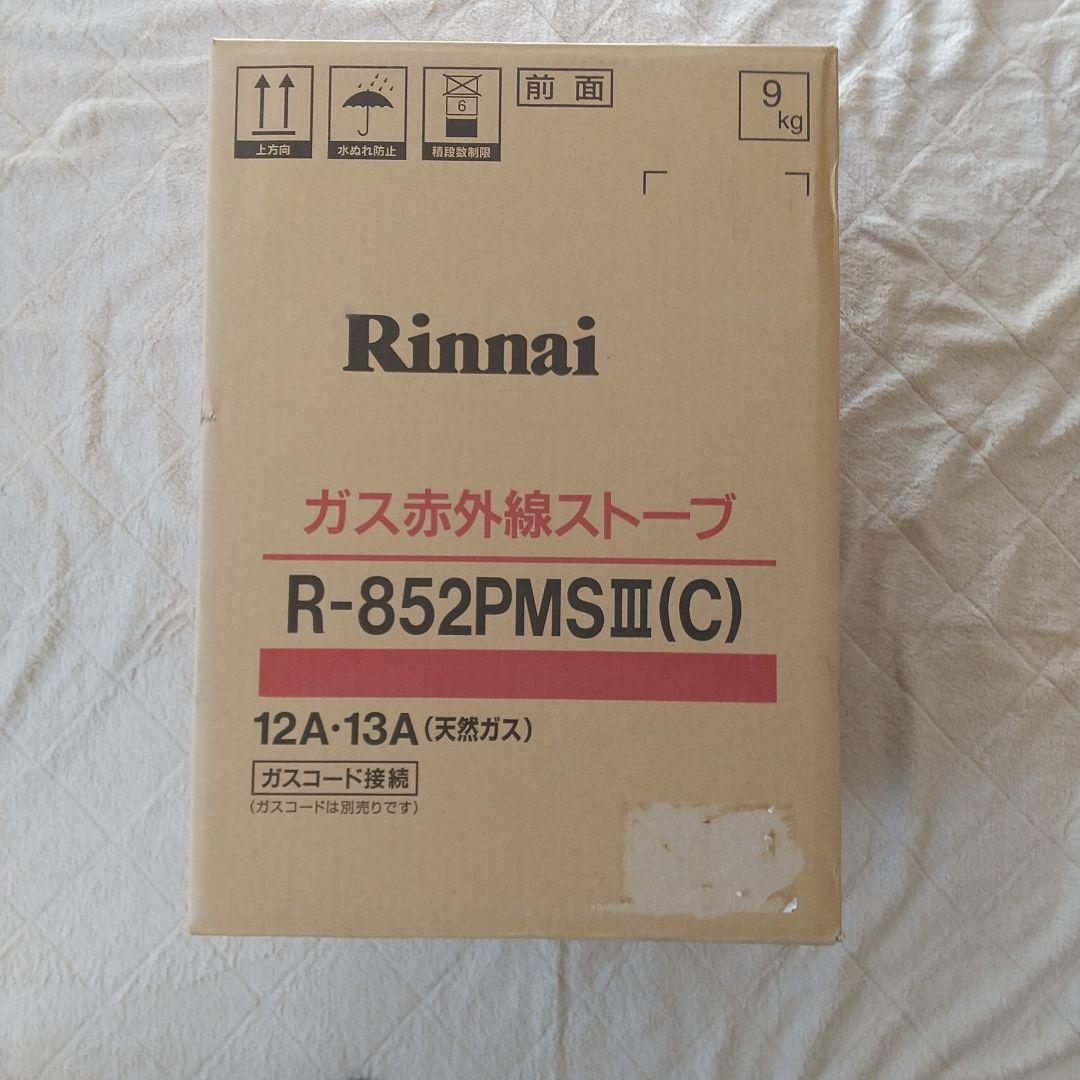 上方向
水ぬれ防止
6
積段数制限
前面
9
kg
Rinnai
ガス赤外線ストーブ
R-852PMSⅢ(C)
12A・13A(天然ガス)
ガスコード接続
(ガスコードは別売りです)